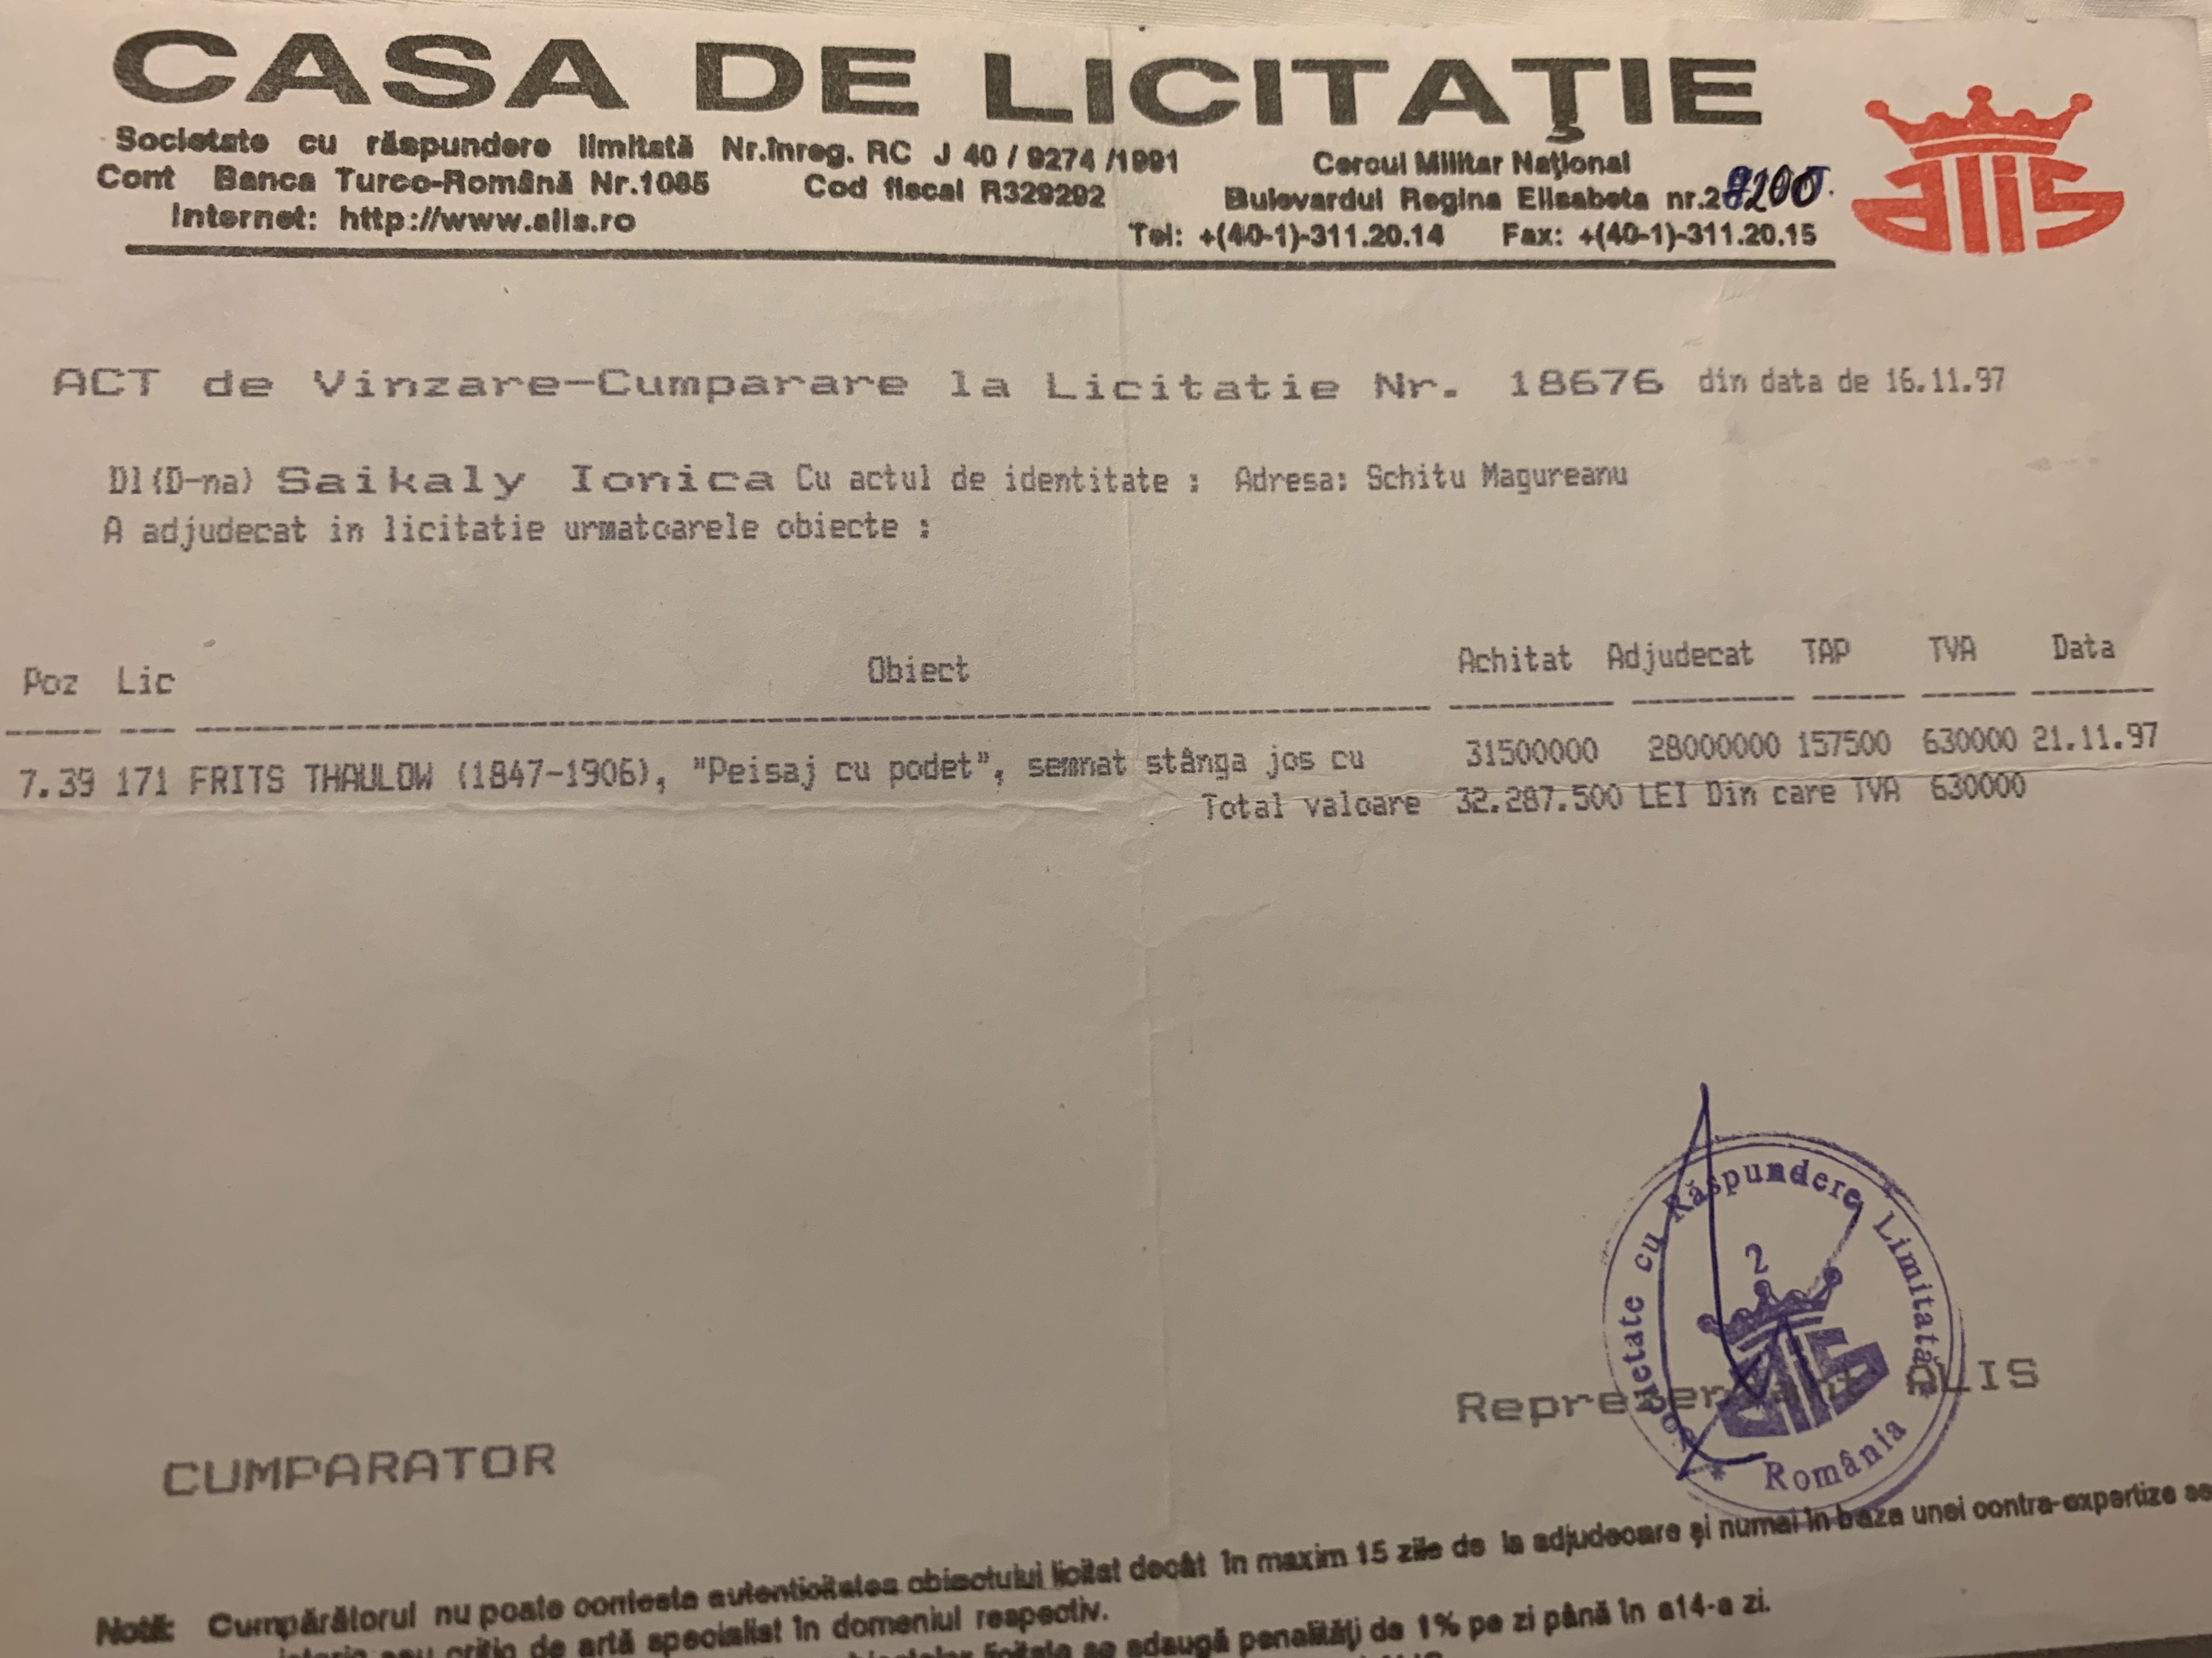 CASA DE LICITAŢIE
Societate cu răspundere limitată Nr.înreg. RC J 40 / 9274 /1991
Cont Banca Turco-Română Nr.1085 Cod fiscal R329292
Internet: http://www.alis.ro
Cercul Militar Naţional
Bulevardul Regina Elisabeta nr.2
8200
Tel: +(40-1)-311.20.14 Fax: +(40-1)-311.20.15
alis
ACT de Vinzare-Cumparare la Licitatie Nr. 18676 din data de 16.11.97
Dl(D-na) Saikaly Ionica Cu actul de identitate : Adresa: Schitu Magureanu
A adjudecat in licitatie urmatoarele obiecte :
Poz Lic Obiect Achitat Adjudecat TAP TVA Data
7.39 171 FRITS THAULOW (1847-1906), "Peisaj cu podet", semnat stânga jos cu 31500000 28000000 157500 630000 21.11.97
Total valoare 32.287.500 LEI Din care TVA 630000
Societate cu Răspundere Limitată
2
alis
* România *
Reprezentant ALIS
CUMPARATOR
Notă: Cumpărătorul nu poate contesta autenticitatea obiectului licitat decât în maxim 15 zile de la adjudecare şi numai în baza unei contra-expertize
istoric sau critic de artă specialist în domeniul respectiv.
licitate se adaugă penalităţi de 1% pe zi până în a14-a zi.